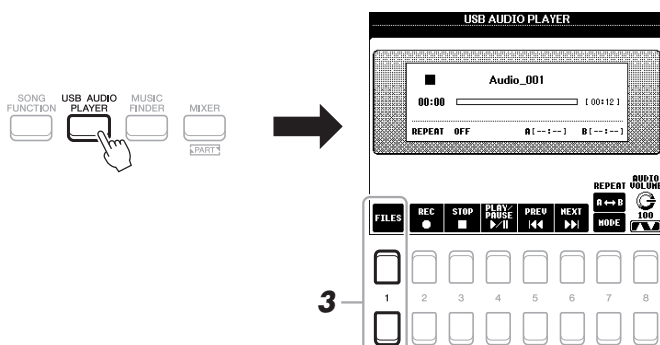 SONG FUNCTION
USB AUDIO PLAYER
MUSIC FINDER
MIXER
PART
USB AUDIO PLAYER
Audio_001
00:00 [00:12]
REPEAT OFF A[--:--] B[--:--]
FILES
REC
STOP
PLAY/PAUSE
PREV
NEXT
REPEAT
A↔B
MODE
AUDIO VOLUME
100
3
1 2 3 4 5 6 7 8